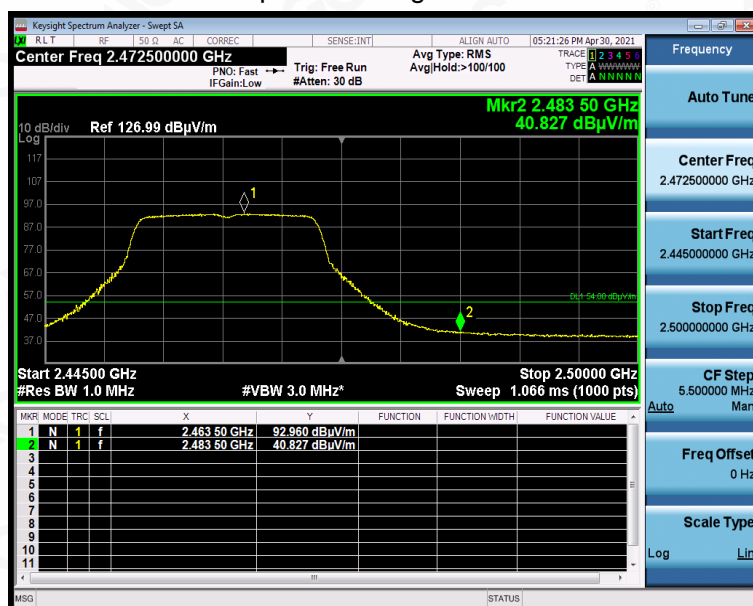 Keysight Spectrum Analyzer - Swept SA
LXI RLT RF 50 Ω AC CORREC SENSE:INT ALIGN AUTO 05:21:26 PM Apr 30, 2021
Center Freq 2.472500000 GHz
PNO: Fast
IFGain:Low
Trig: Free Run
#Atten: 30 dB
Avg Type: RMS
Avg|Hold:>100/100
TRACE 1 2 3 4 5 6
TYPE A WWWWW
DET A N N N N N
Mkr2 2.483 50 GHz
40.827 dBµV/m
10 dB/div Ref 126.99 dBµV/m
Log
117
107
97.0
87.0
77.0
67.0
57.0
47.0
37.0
1
2
DL1 54.00 dBµV/m
Start 2.44500 GHz Stop 2.50000 GHz
#Res BW 1.0 MHz #VBW 3.0 MHz* Sweep 1.066 ms (1000 pts)
MKR MODE TRC SCL X Y FUNCTION FUNCTION WIDTH FUNCTION VALUE
1 N 1 f 2.463 50 GHz 92.960 dBµV/m
2 N 1 f 2.483 50 GHz 40.827 dBµV/m
3
4
5
6
7
8
9
10
11
MSG STATUS
Frequency
Auto Tune
Center Freq
2.472500000 GHz
Start Freq
2.445000000 GHz
Stop Freq
2.500000000 GHz
CF Step
5.500000 MHz
Auto Man
Freq Offset
0 Hz
Scale Type
Log Lin